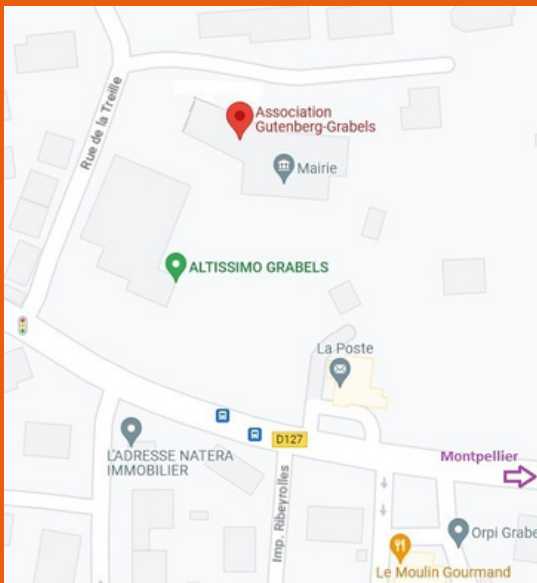 Rue de la Treille
Association
Gutenberg-Grabels
Mairie
ALTISSIMO GRABELS
La Poste
D127
L'ADRESSE NATERA
IMMOBILIER
Imp. Ribeyrolles
Montpellier
Orpi Grabe
Le Moulin Gourmand